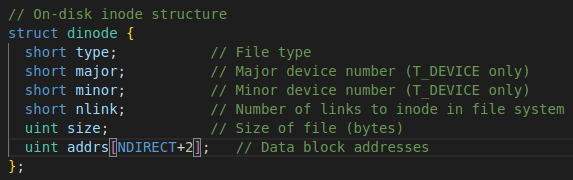 // On-disk inode structure
struct dinode {
  short type;           // File type
  short major;          // Major device number (T_DEVICE only)
  short minor;          // Minor device number (T_DEVICE only)
  short nlink;          // Number of links to inode in file system
  uint size;            // Size of file (bytes)
  uint addrs[NDIRECT+2];   // Data block addresses
};